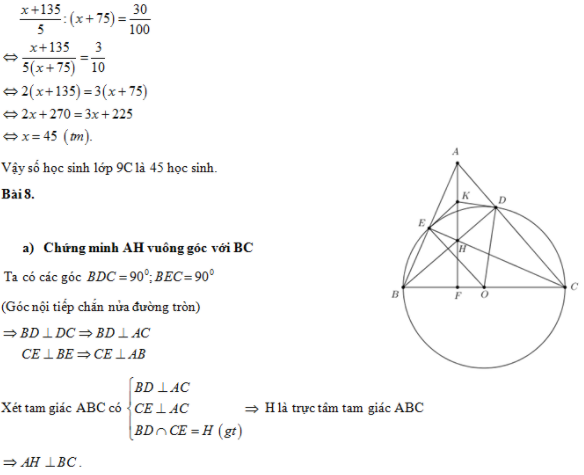 (x+135)/5 : (x+75) = 30/100
⇔ (x+135)/(5(x+75)) = 3/10
⇔ 2(x+135) = 3(x+75)
⇔ 2x+270 = 3x+225
⇔ x = 45 (tm).
Vậy số học sinh lớp 9C là 45 học sinh.
Bài 8.
a) Chứng minh AH vuông góc với BC
Ta có các góc BDC = 90⁰; BEC = 90⁰
(Góc nội tiếp chắn nửa đường tròn)
⇒ BD ⊥ DC ⇒ BD ⊥ AC
CE ⊥ BE ⇒ CE ⊥ AB
Xét tam giác ABC có { BD ⊥ AC
CE ⊥ AC
BD ∩ CE = H (gt)
⇒ H là trực tâm tam giác ABC
⇒ AH ⊥ BC.
A
K
D
E
H
B
F
O
C